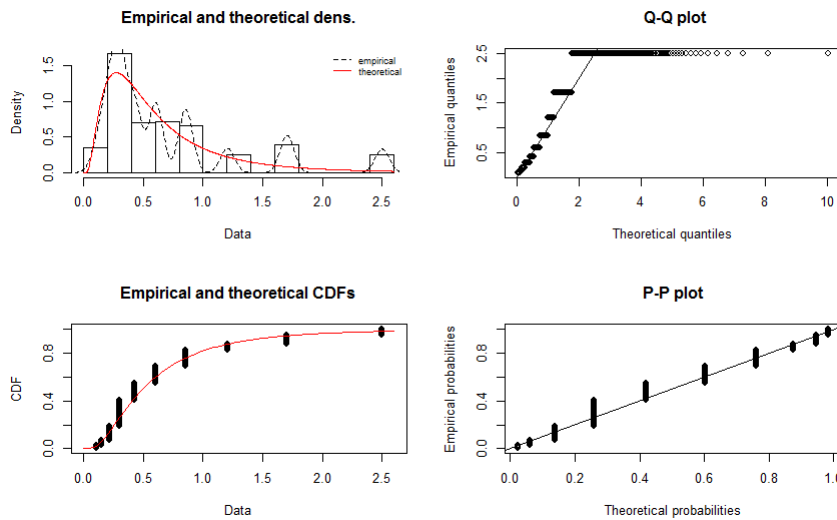 Empirical and theoretical dens.
Density
0.0 0.5 1.0 1.5
empirical
theoretical
0.0 0.5 1.0 1.5 2.0 2.5
Data
Q-Q plot
Empirical quantiles
0.5 1.5 2.5
0 2 4 6 8 10
Theoretical quantiles
Empirical and theoretical CDFs
CDF
0.0 0.4 0.8
0.0 0.5 1.0 1.5 2.0 2.5
Data
P-P plot
Empirical probabilities
0.0 0.4 0.8
0.0 0.2 0.4 0.6 0.8 1.0
Theoretical probabilities